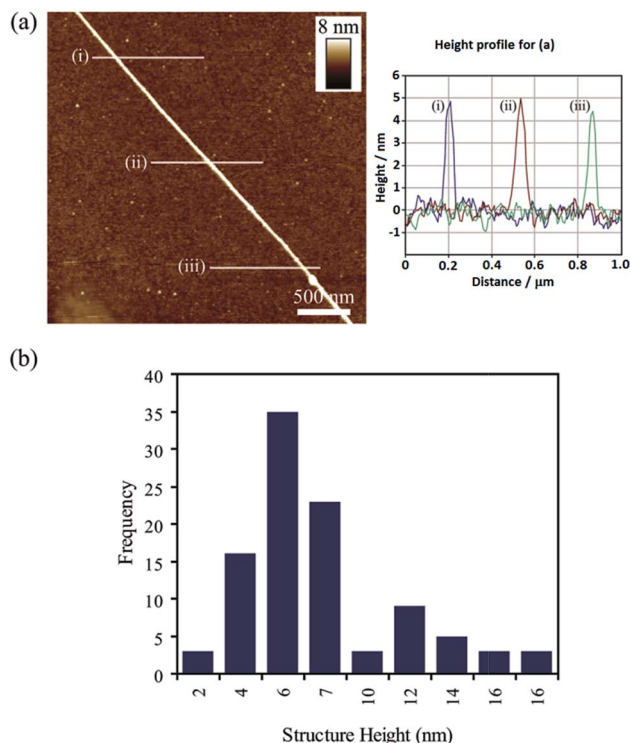 (a)
8 nm
(i)
(ii)
(iii)
500 nm
Height profile for (a)
Height / nm
6
5
4
3
2
1
0
-1
(i)
(ii)
(iii)
0 0.2 0.4 0.6 0.8 1.0
Distance / μm
(b)
Frequency
40
35
30
25
20
15
10
5
0
2 4 6 7 10 12 14 16 16
Structure Height (nm)